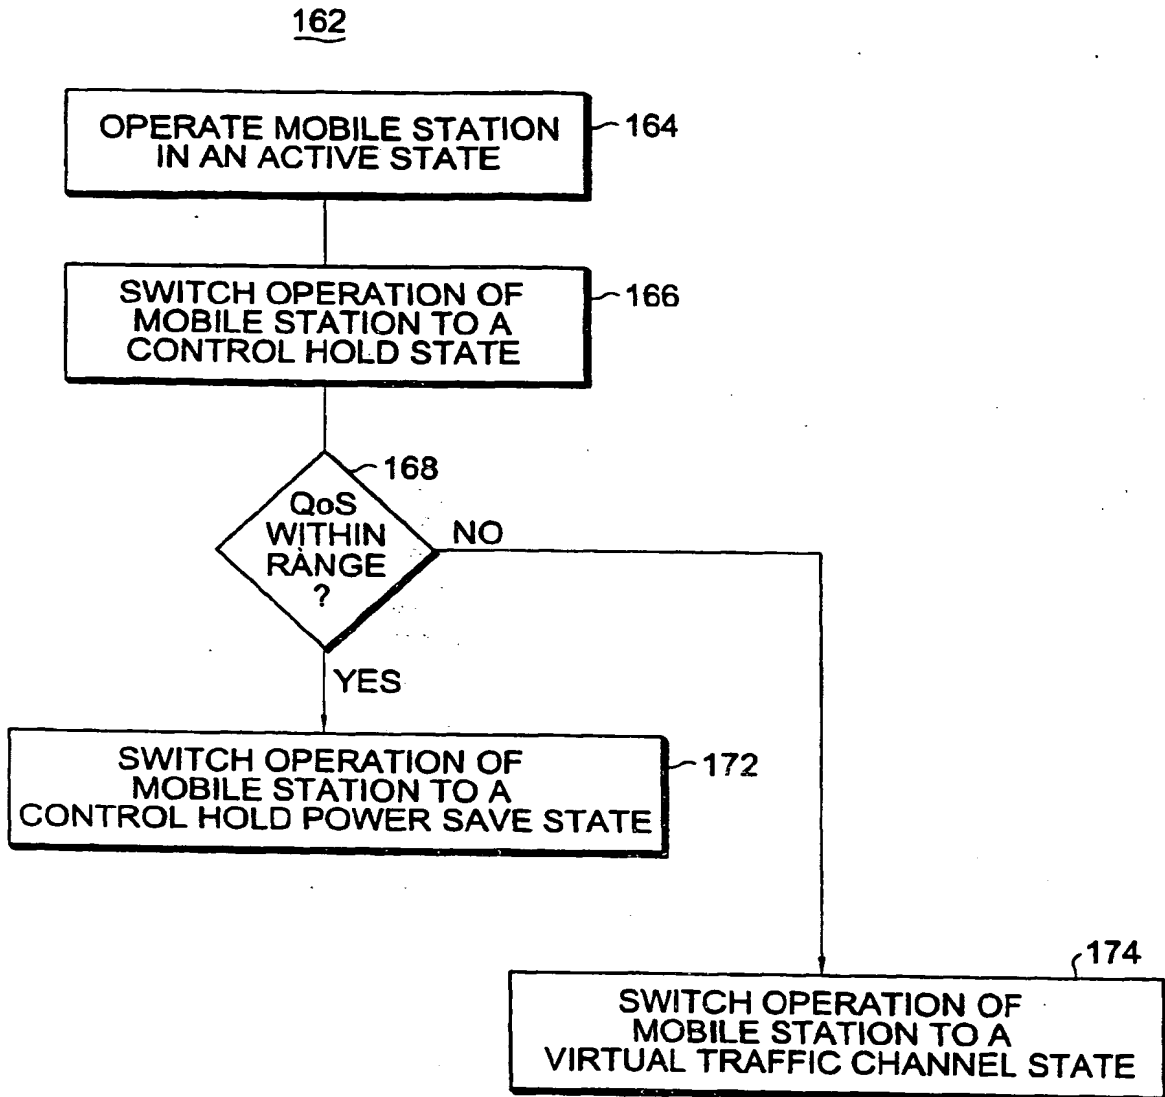 162
OPERATE MOBILE STATION
IN AN ACTIVE STATE
164
SWITCH OPERATION OF
MOBILE STATION TO A
CONTROL HOLD STATE
166
168
QoS
WITHIN
RANGE
?
NO
YES
SWITCH OPERATION OF
MOBILE STATION TO A
CONTROL HOLD POWER SAVE STATE
172
174
SWITCH OPERATION OF
MOBILE STATION TO A
VIRTUAL TRAFFIC CHANNEL STATE